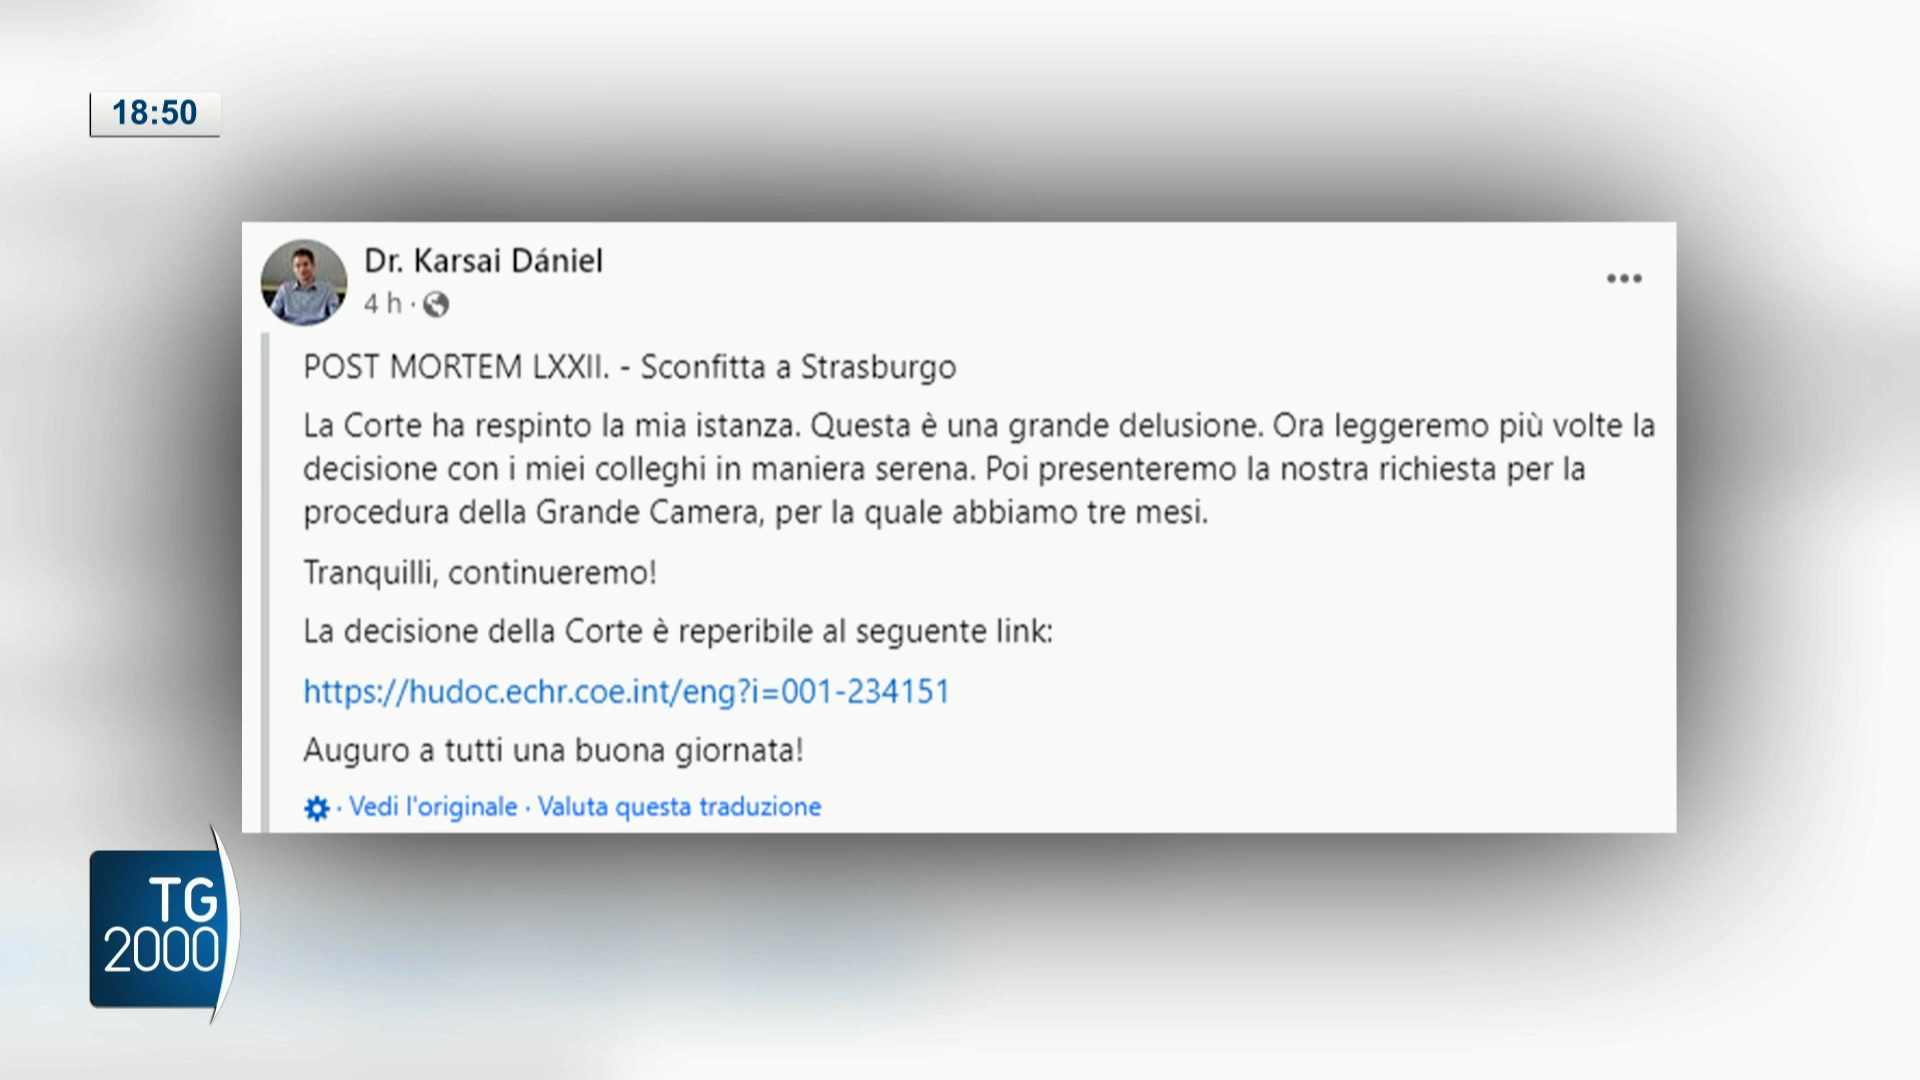 18:50
Dr. Karsai Dániel
4 h ·
POST MORTEM LXXII. - Sconfitta a Strasburgo
La Corte ha respinto la mia istanza. Questa è una grande delusione. Ora leggeremo più volte la
decisione con i miei colleghi in maniera serena. Poi presenteremo la nostra richiesta per la
procedura della Grande Camera, per la quale abbiamo tre mesi.
Tranquilli, continueremo!
La decisione della Corte è reperibile al seguente link:
https://hudoc.echr.coe.int/eng?i=001-234151
Auguro a tutti una buona giornata!
· Vedi l'originale · Valuta questa traduzione
TG
2000